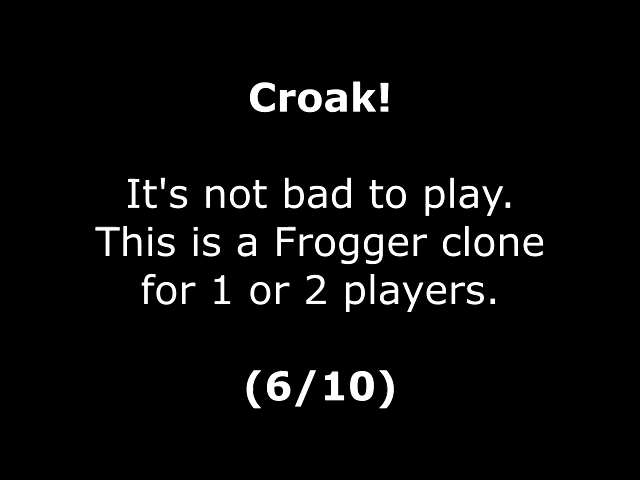 Croak!
It's not bad to play.
This is a Frogger clone
for 1 or 2 players.
(6/10)